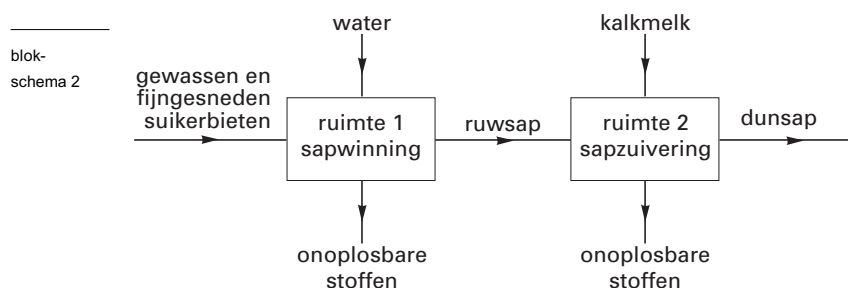 blok-
schema 2
water
kalkmelk
gewassen en
fijngesneden
suikerbieten
ruimte 1
sapwinning
ruwsap
ruimte 2
sapzuivering
dunsap
onoplosbare
stoffen
onoplosbare
stoffen